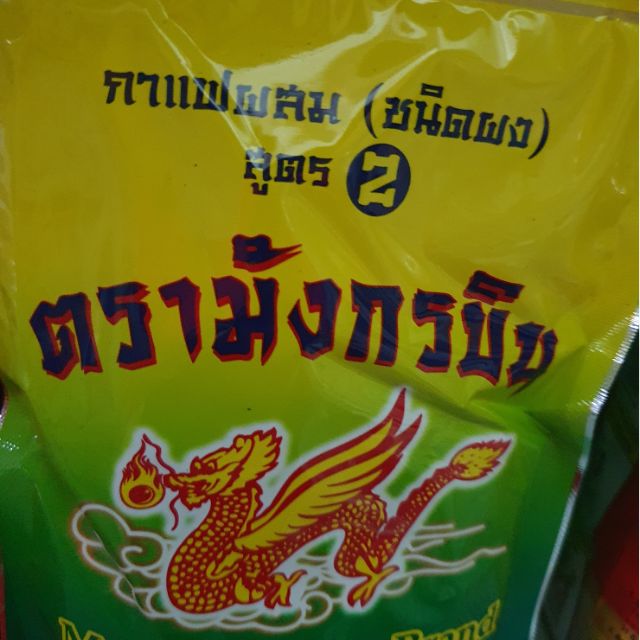 กาแฟผสม (ชนิดผง)
สูตร 2
ตรามังกรบิน
Brand